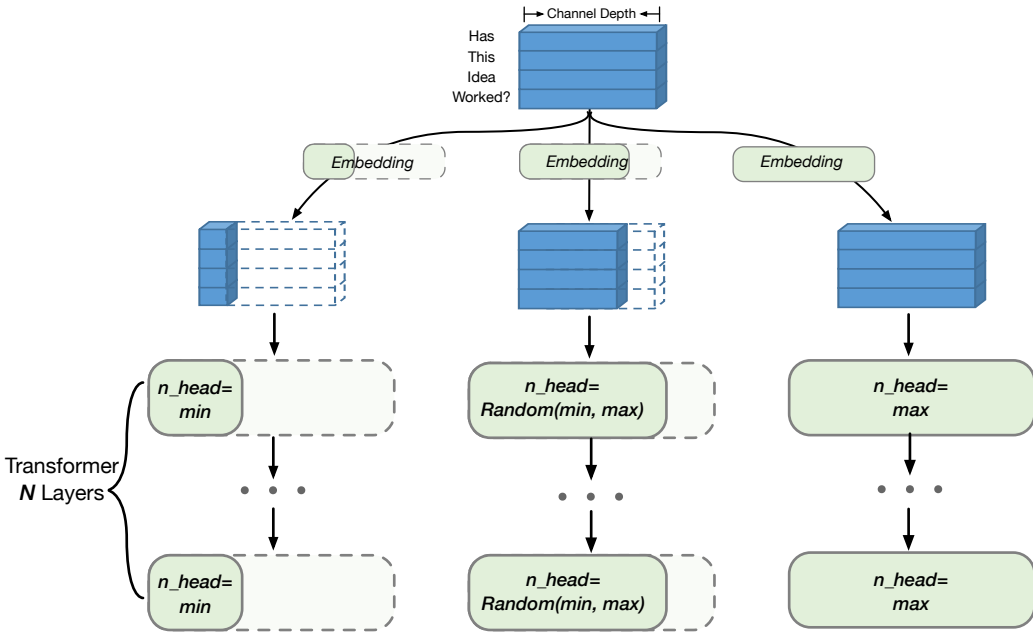 Channel Depth
Has
This
Idea
Worked?
Embedding
Embedding
Embedding
n_head=
min
n_head=
Random(min, max)
n_head=
max
Transformer
N Layers
n_head=
min
n_head=
Random(min, max)
n_head=
max